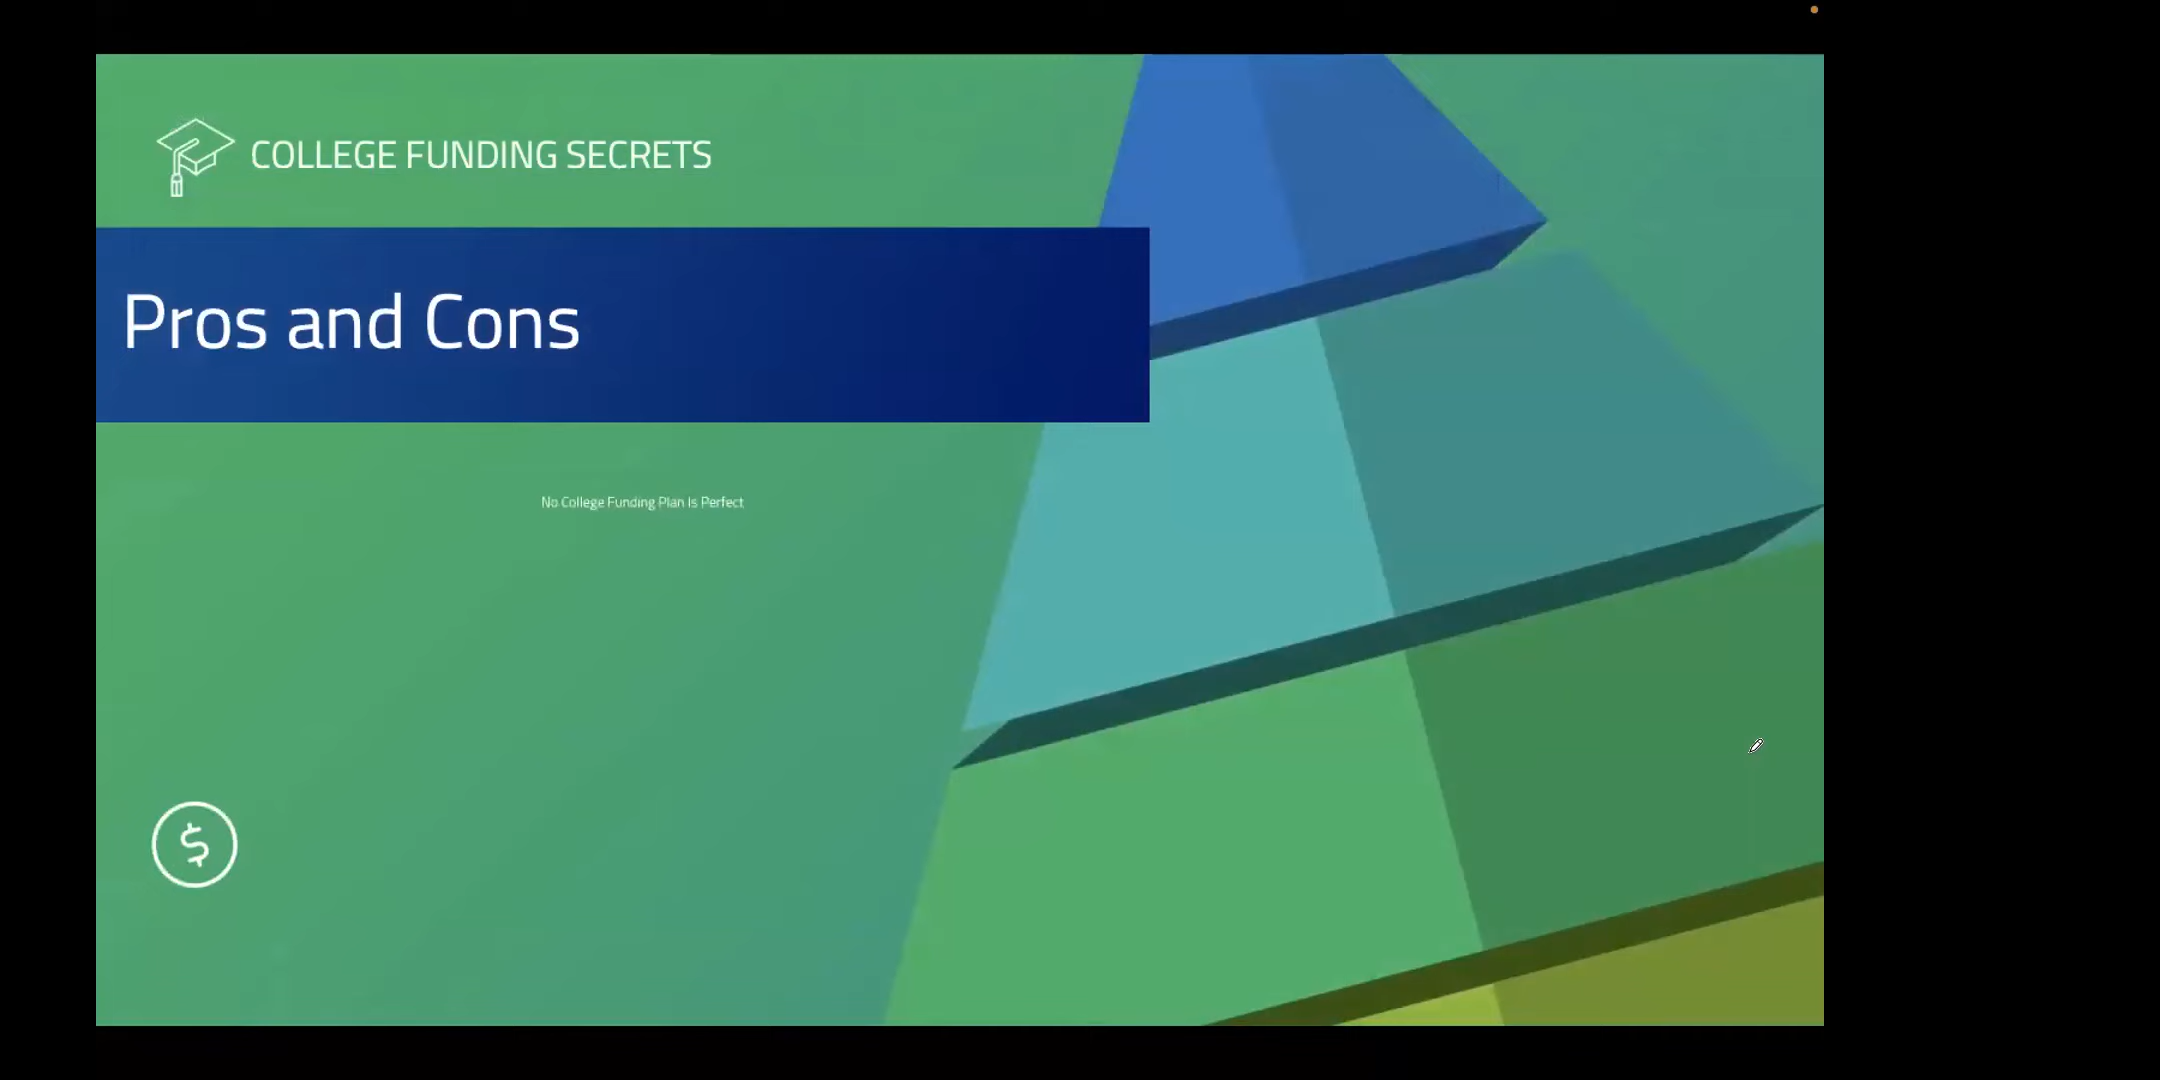 COLLEGE FUNDING SECRETS
Pros and Cons
No College Funding Plan Is Perfect
$